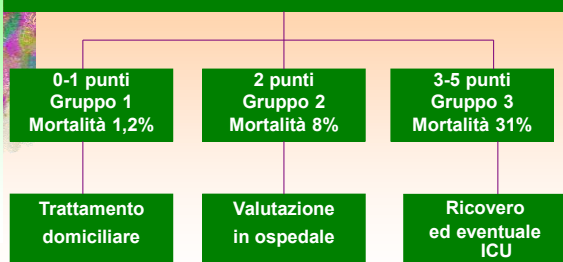 0-1 punti
Gruppo 1
Mortalità 1,2%
2 punti
Gruppo 2
Mortalità 8%
3-5 punti
Gruppo 3
Mortalità 31%
Trattamento
domiciliare
Valutazione
in ospedale
Ricovero
ed eventuale
ICU